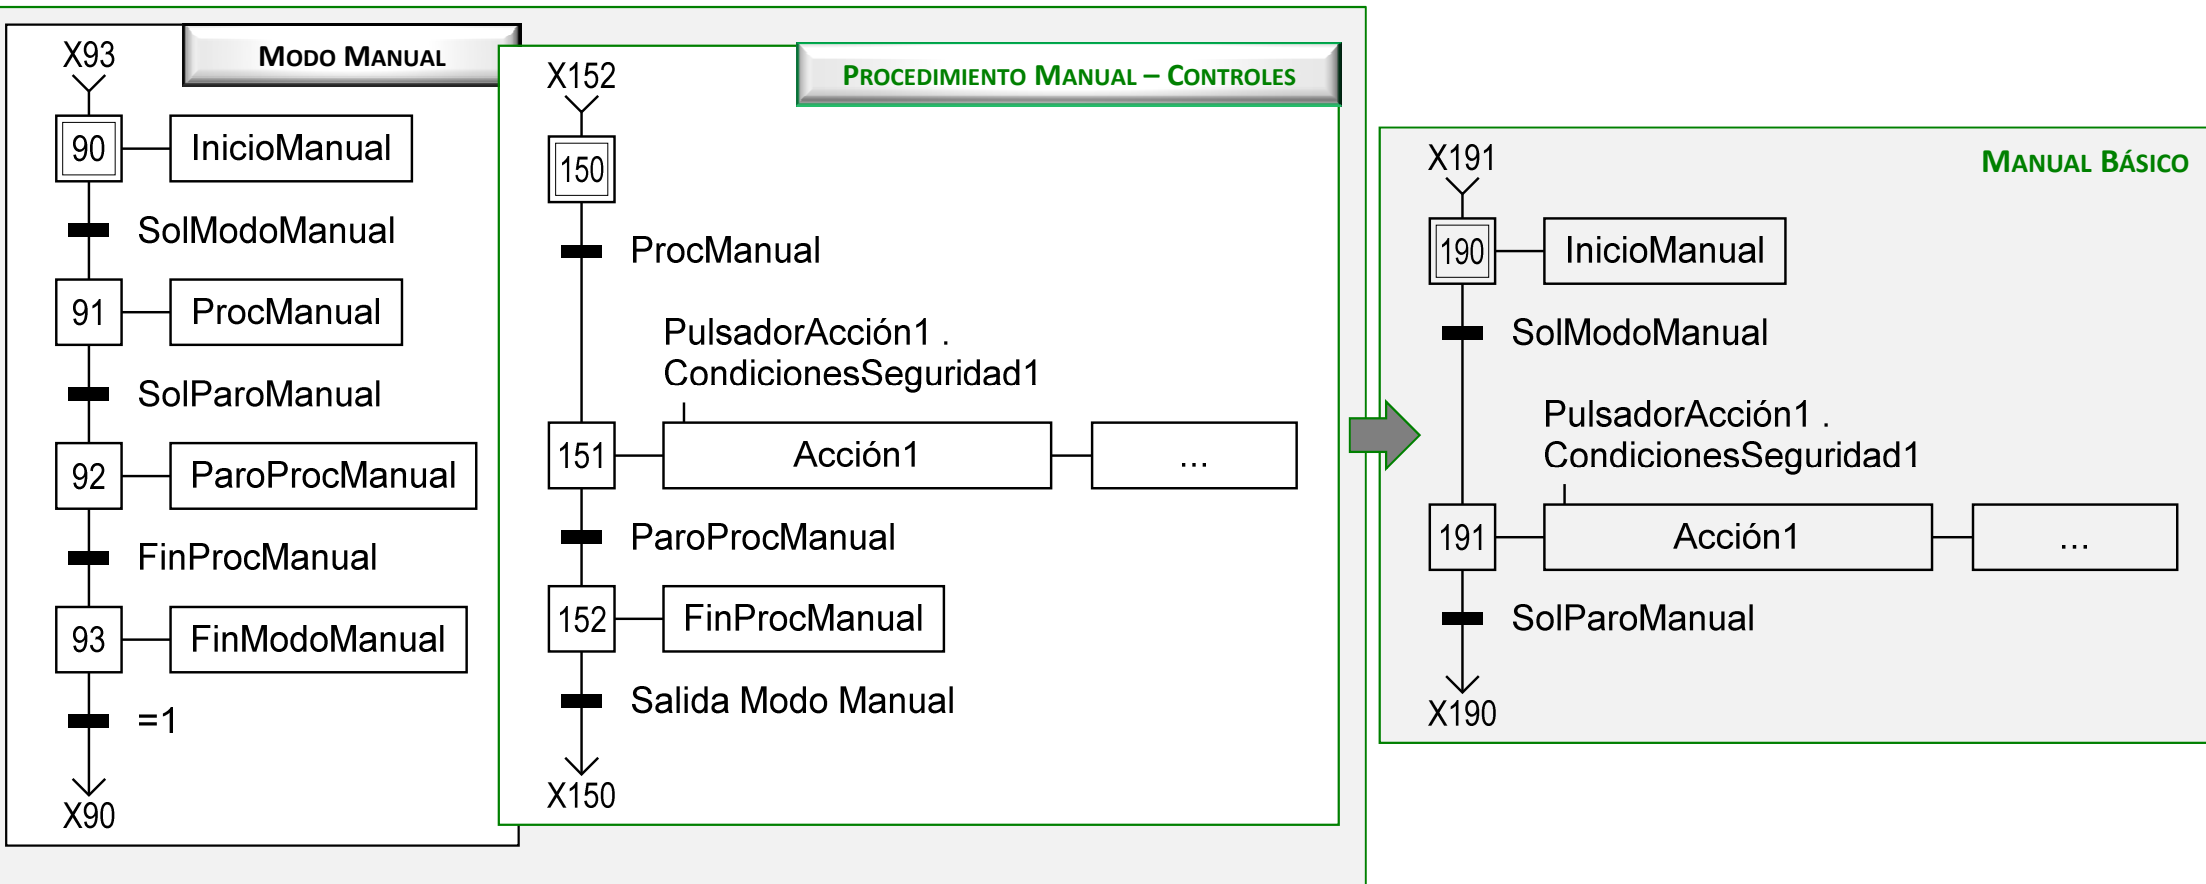 MODO MANUAL
X93
90
InicioManual
SolModoManual
91
ProcManual
SolParoManual
92
ParoProcManual
FinProcManual
93
FinModoManual
=1
X90
PROCEDIMIENTO MANUAL – CONTROLES
X152
150
ProcManual
PulsadorAcción1 .
CondicionesSeguridad1
151
Acción1
...
ParoProcManual
152
FinProcManual
Salida Modo Manual
X150
MANUAL BÁSICO
X191
190
InicioManual
SolModoManual
PulsadorAcción1 .
CondicionesSeguridad1
191
Acción1
...
SolParoManual
X190